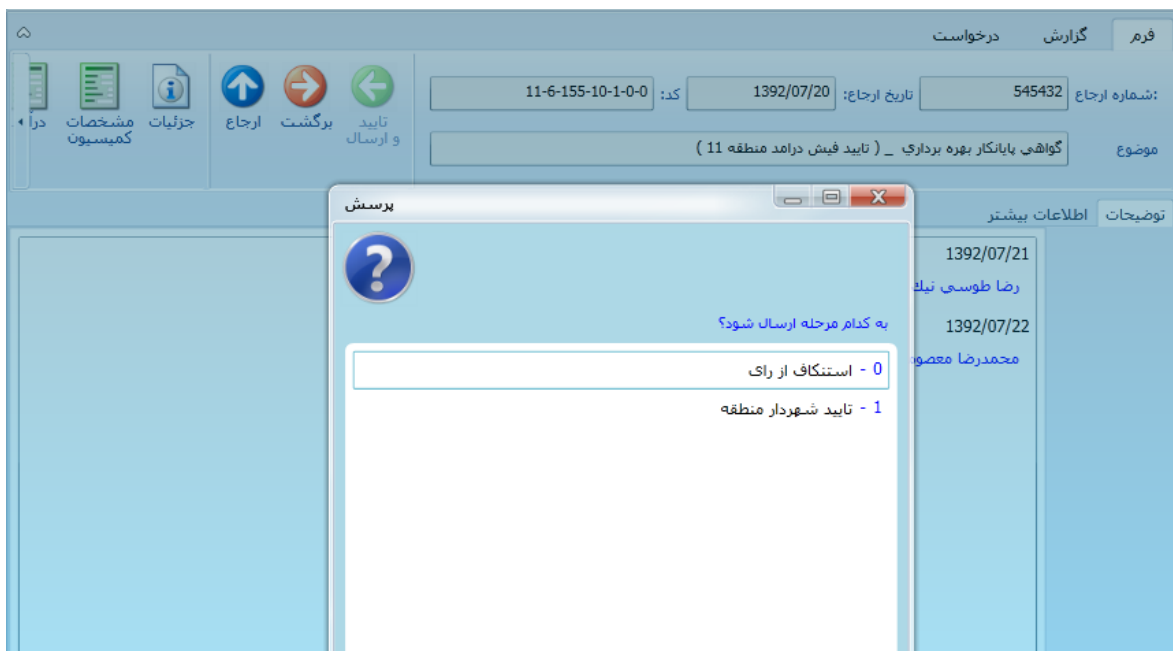 فرم گزارش درخواست
:شماره ارجاع 545432 تاریخ ارجاع: 1392/07/20 کد: 11-6-155-10-1-0-0
موضوع گواهي پايانكار بهره برداري _ ( تاييد فيش درامد منطقه 11 )
تایید و ارسال
برگشت
ارجاع
جزئیات
مشخصات کمیسیون
توضیحات اطلاعات بیشتر
1392/07/21
رضا طوسی نیك
1392/07/22
محمدرضا
پرسش
به کدام مرحله ارسال شود؟
0 - استنکاف از رای
1 - تایید شهردار منطقه